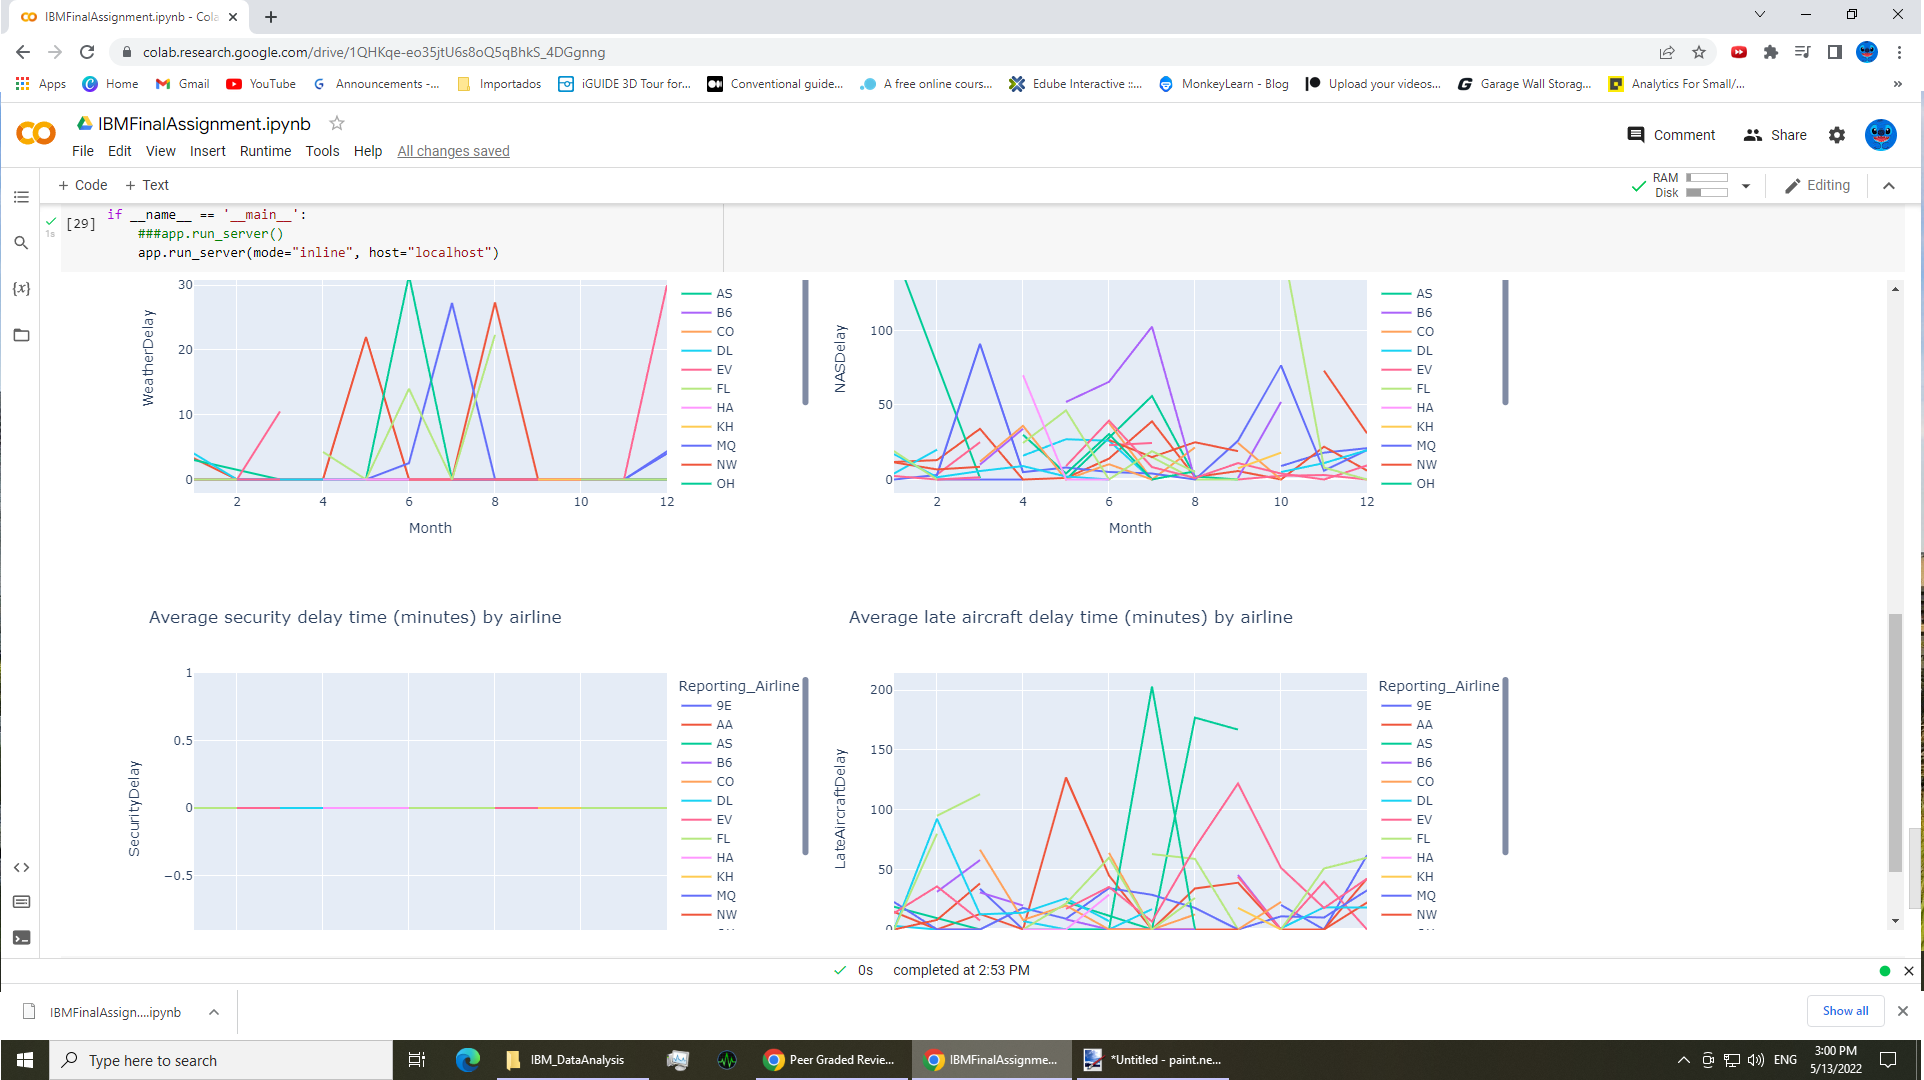 IBMFinalAssignment.ipynb - Cola
colab.research.google.com/drive/1QHKqe-eo35jtU6s8oQ5qBhkS_4DGgnng
Apps Home Gmail YouTube Announcements -... Importados iGUIDE 3D Tour for... Conventional guide... A free online cours... Edube Interactive ::... MonkeyLearn - Blog Upload your videos... Garage Wall Storag... Analytics For Small/... »
IBMFinalAssignment.ipynb
Comment Share
File Edit View Insert Runtime Tools Help All changes saved
+ Code + Text
RAM
Disk
Editing
[29]
1s
if __name__ == '__main__':
###app.run_server()
app.run_server(mode="inline", host="localhost")
{x}
WeatherDelay
30
20
10
0
2 4 6 8 10 12
Month
AS
B6
CO
DL
EV
FL
HA
KH
MQ
NW
OH
NASDelay
100
50
0
2 4 6 8 10 12
Month
AS
B6
CO
DL
EV
FL
HA
KH
MQ
NW
OH
Average security delay time (minutes) by airline
SecurityDelay
1
0.5
0
−0.5
Reporting_Airline
9E
AA
AS
B6
CO
DL
EV
FL
HA
KH
MQ
NW
Average late aircraft delay time (minutes) by airline
LateAircraftDelay
200
150
100
50
0
Reporting_Airline
9E
AA
AS
B6
CO
DL
EV
FL
HA
KH
MQ
NW
0s completed at 2:53 PM
IBMFinalAssign....ipynb
Show all
Type here to search
IBM_DataAnalysis
Peer Graded Revie...
IBMFinalAssignme...
*Untitled - paint.ne...
ENG
3:00 PM
5/13/2022